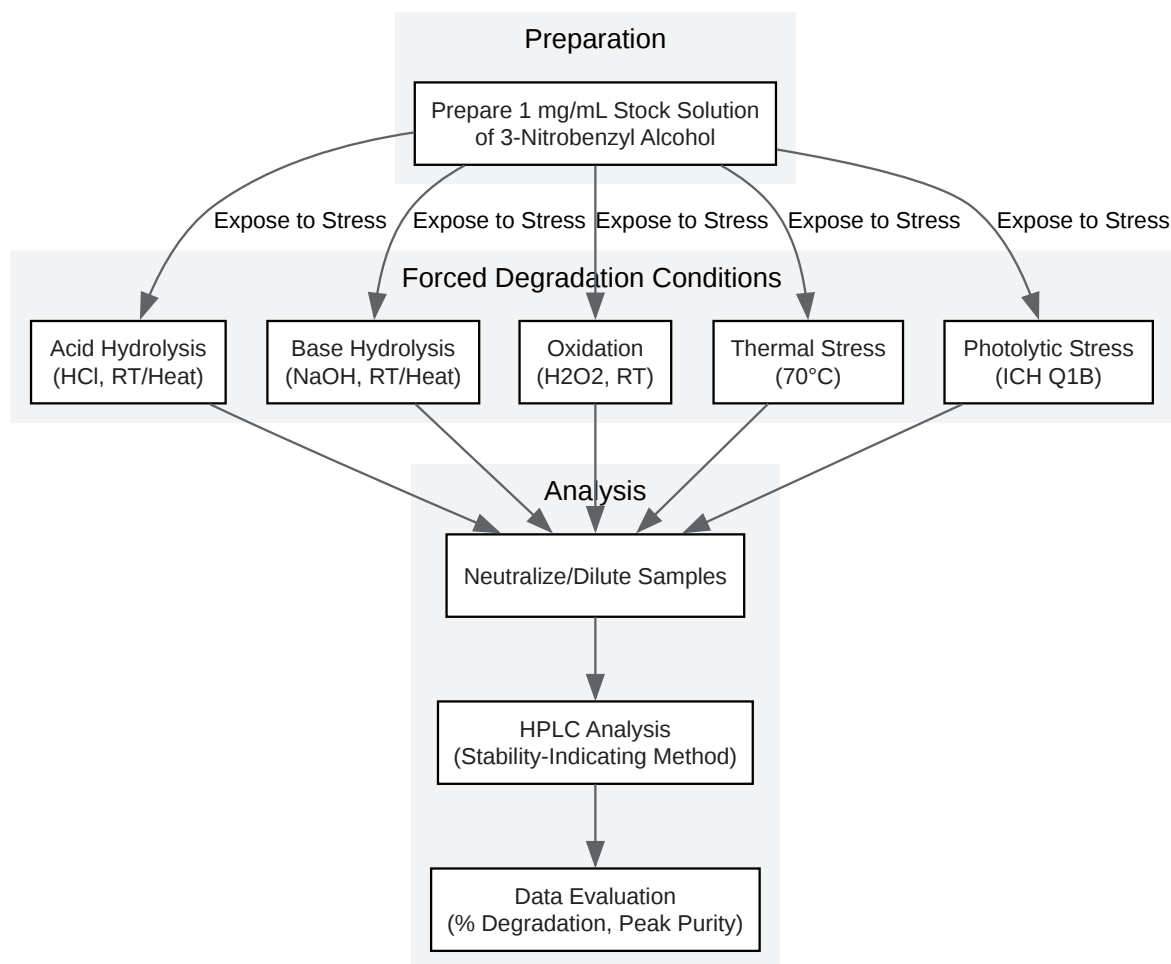 Preparation
Prepare 1 mg/mL Stock Solution
of 3-Nitrobenzyl Alcohol
Expose to Stress
Expose to Stress
Expose to Stress
Expose to Stress
Expose to Stress
Forced Degradation Conditions
Acid Hydrolysis
(HCl, RT/Heat)
Base Hydrolysis
(NaOH, RT/Heat)
Oxidation
(H2O2, RT)
Thermal Stress
(70°C)
Photolytic Stress
(ICH Q1B)
Analysis
Neutralize/Dilute Samples
HPLC Analysis
(Stability-Indicating Method)
Data Evaluation
(% Degradation, Peak Purity)